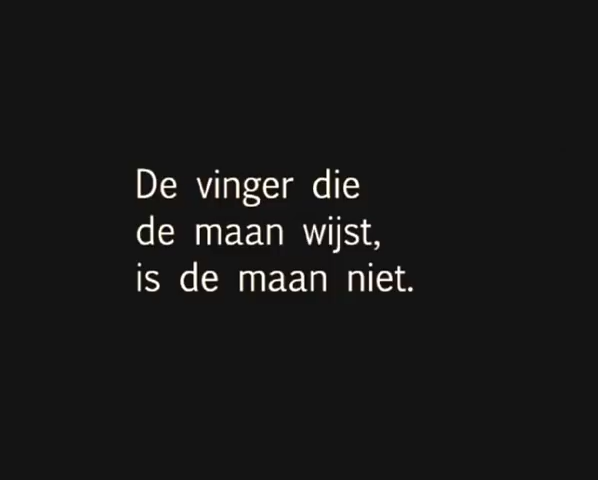 De vinger die
de maan wijst,
is de maan niet.